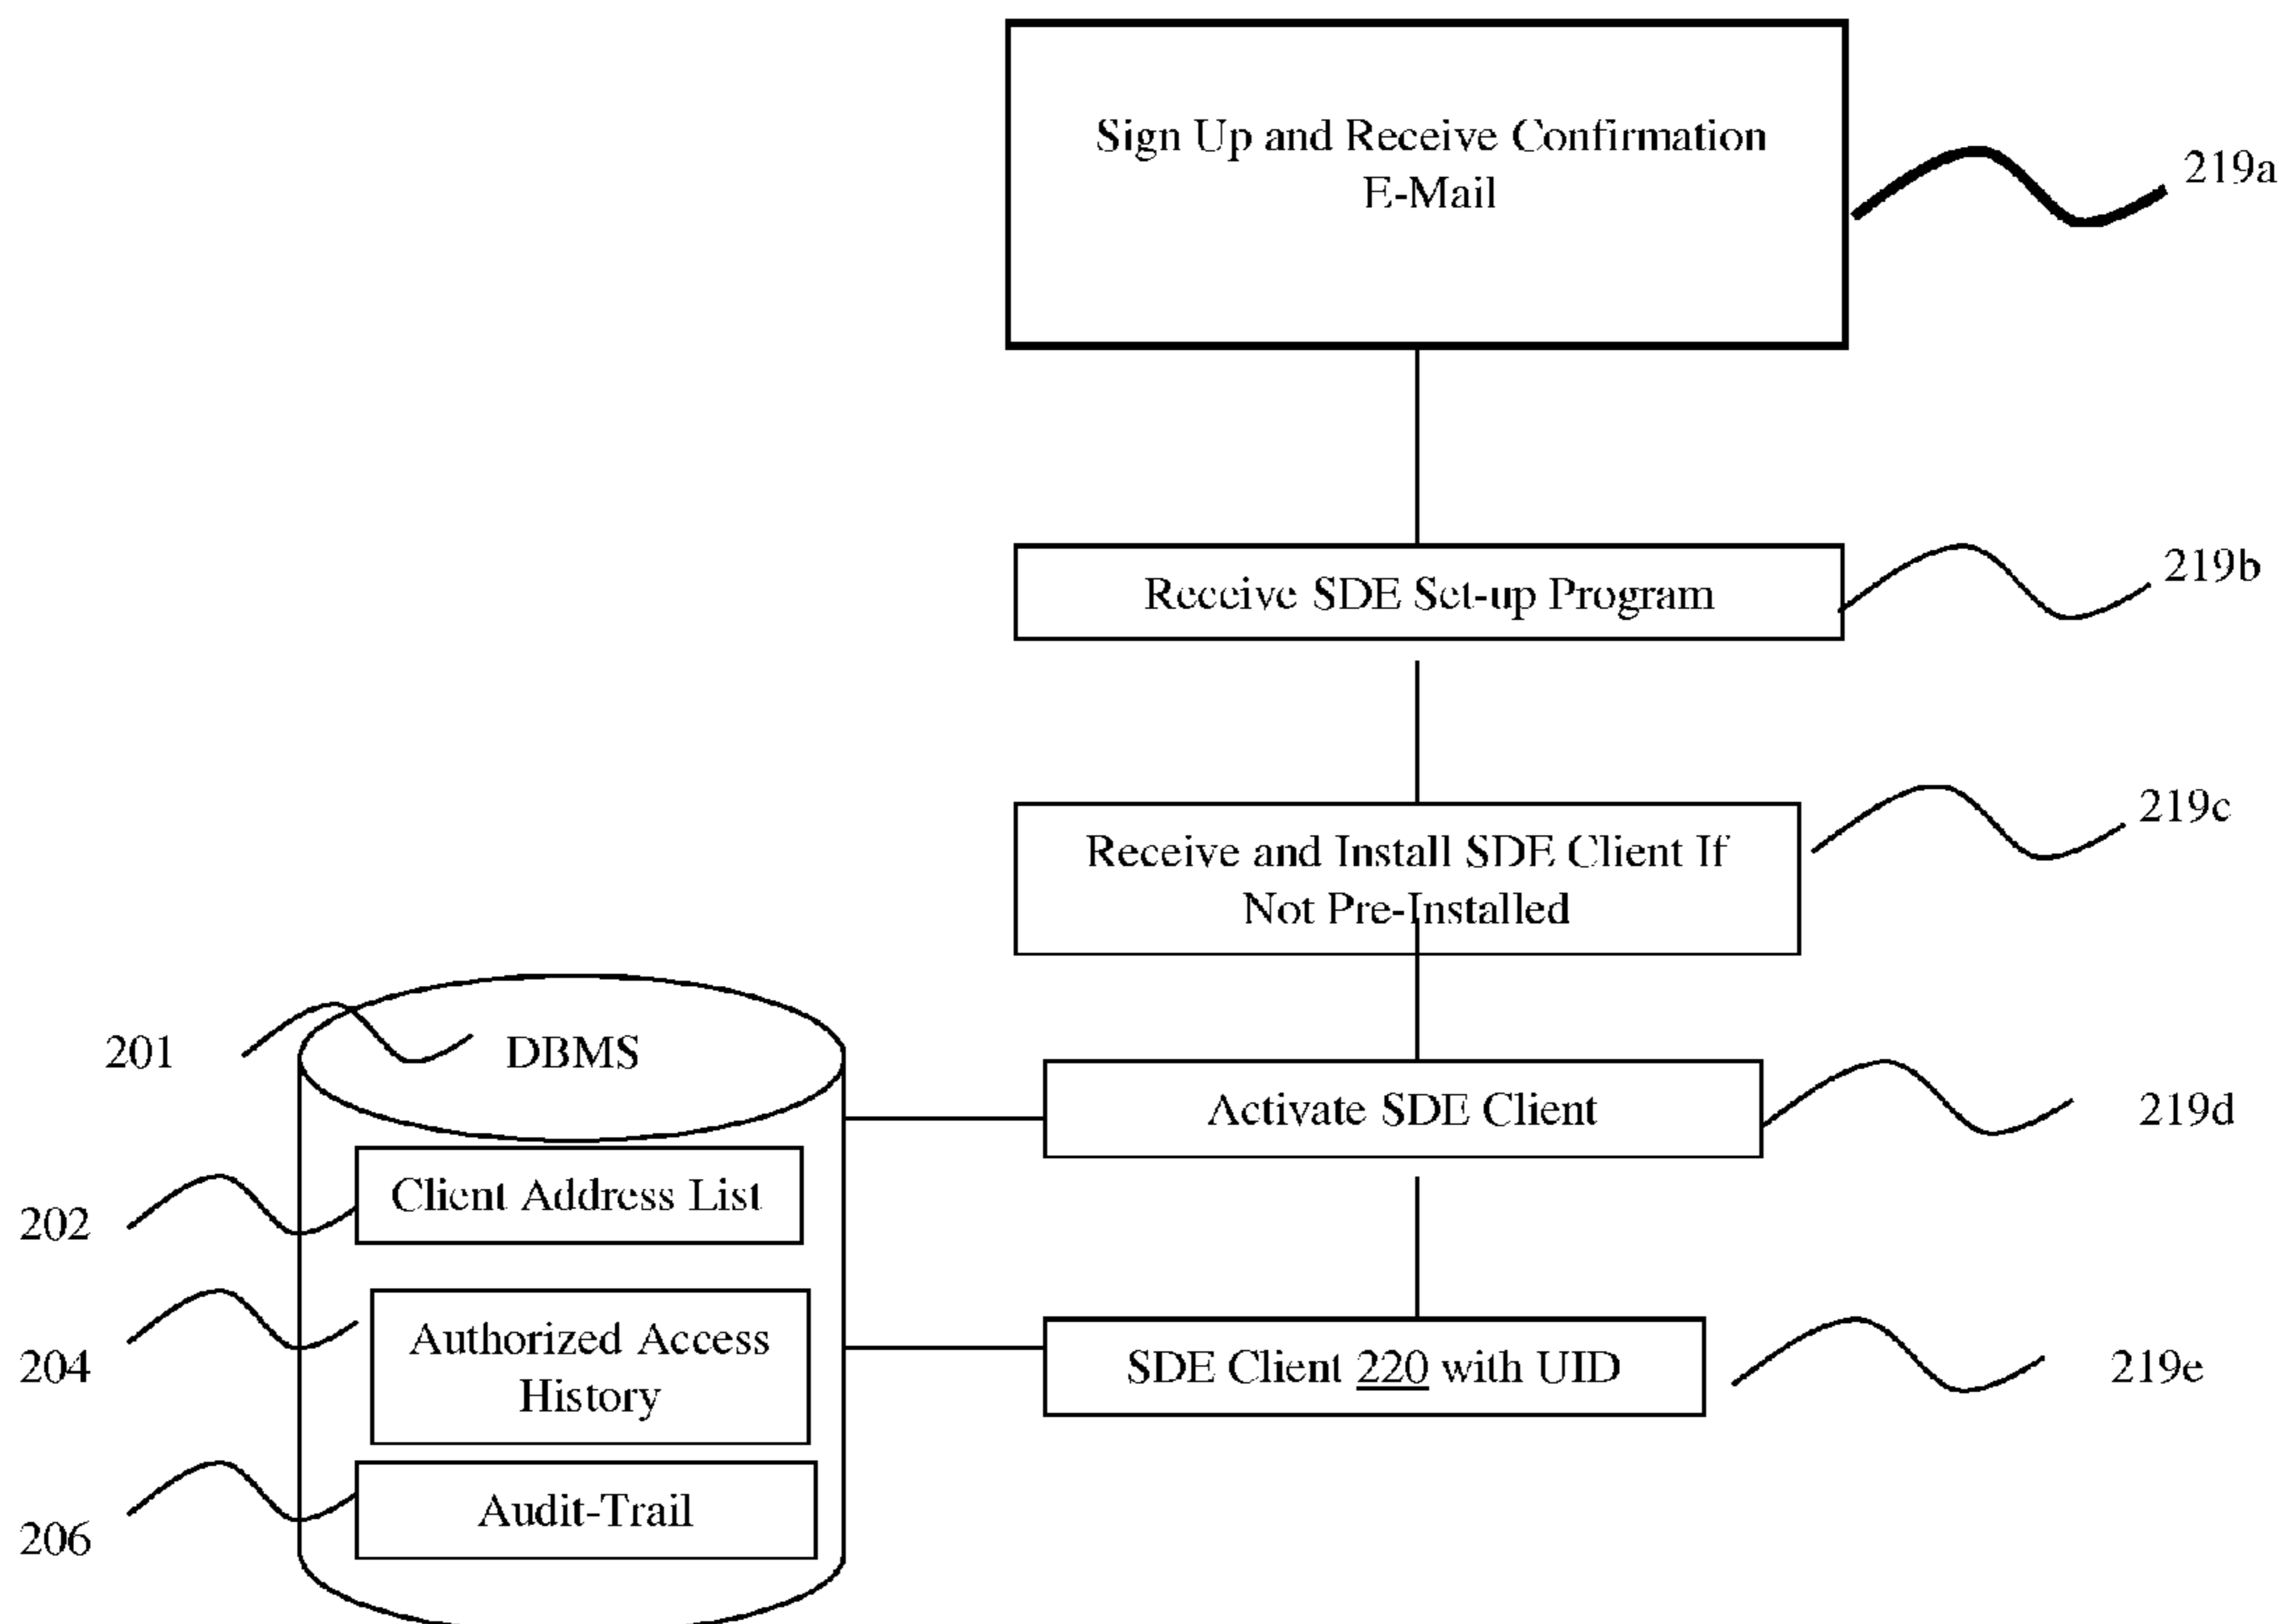 Sign Up and Receive Confirmation
E-Mail
219a
Receive SDE Set-up Program
219b
Receive and Install SDE Client If
Not Pre-Installed
219c
201
DBMS
Activate SDE Client
219d
202
Client Address List
204
Authorized Access
History
SDE Client 220 with UID
219e
206
Audit-Trail